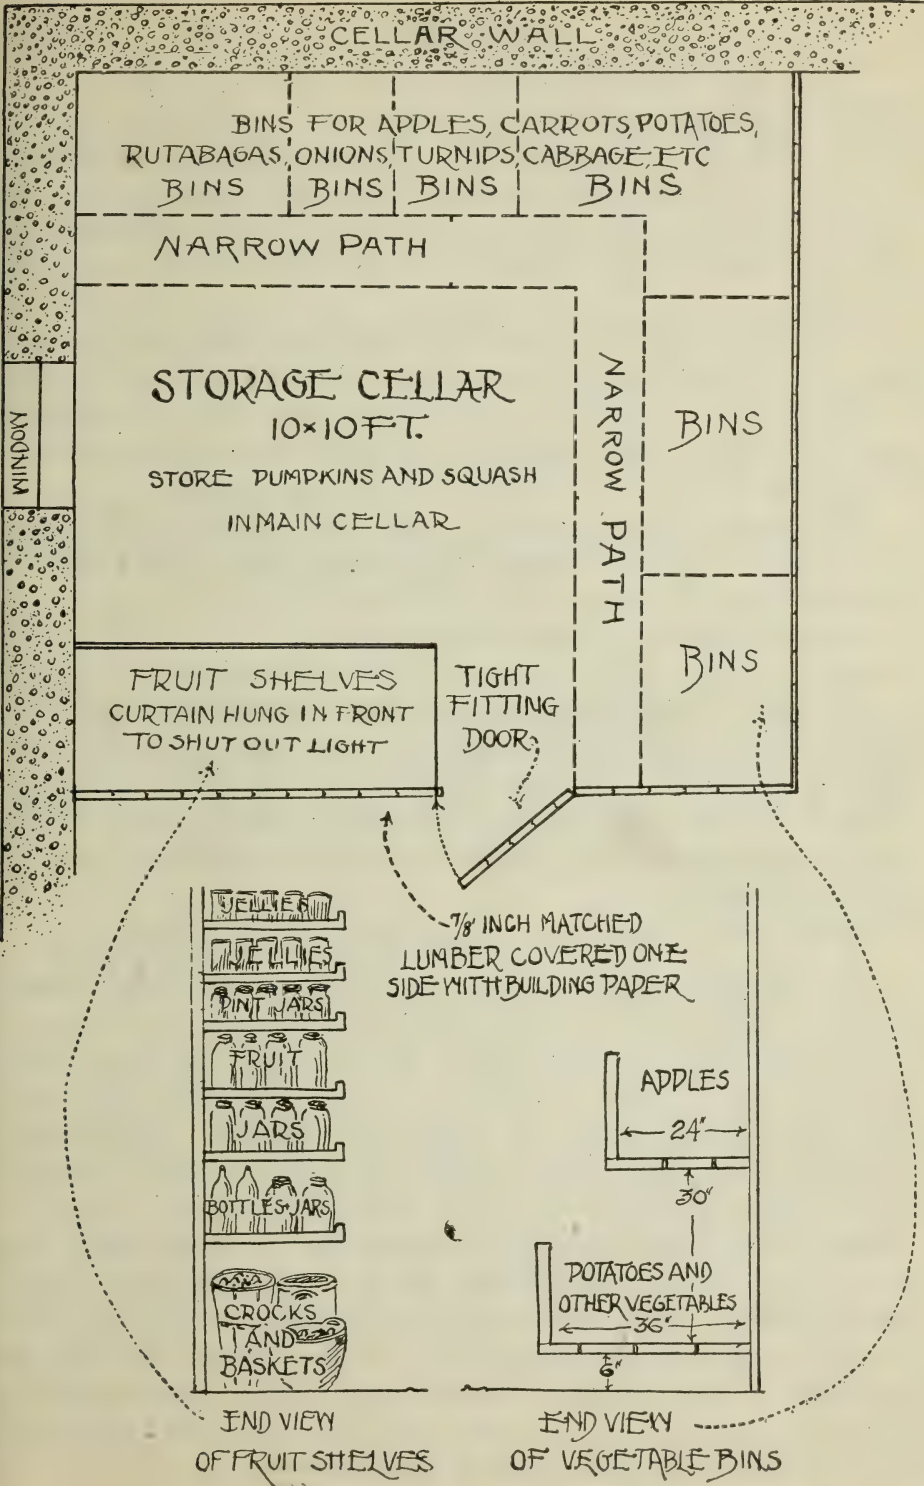 CELLAR WALL
BINS FOR APPLES, CARROTS, POTATOES,
RUTABAGAS, ONIONS, TURNIDS, CABBAGE, ETC
BINS BINS BINS BINS
NARROW PATH
STORAGE CELLAR
10×10 FT.
STORE PUMPKINS AND SQUASH
IN MAIN CELLAR
WINDOW
NARROW PATH
BINS
BINS
FRUIT SHELVES
CURTAIN HUNG IN FRONT
TO SHUT OUT LIGHT
TIGHT
FITTING
DOOR
7/8 INCH MATCHED
LUMBER COVERED ONE
SIDE WITH BUILDING PAPER
JELLIES
JELLIES
PINT JARS
FRUIT
JARS
BOTTLES+JARS
CROCKS
AND
BASKETS
APPLES
24"
30"
POTATOES AND
OTHER VEGETABLES
36"
6"
END VIEW
OF FRUIT SHELVES
END VIEW
OF VEGETABLE BINS